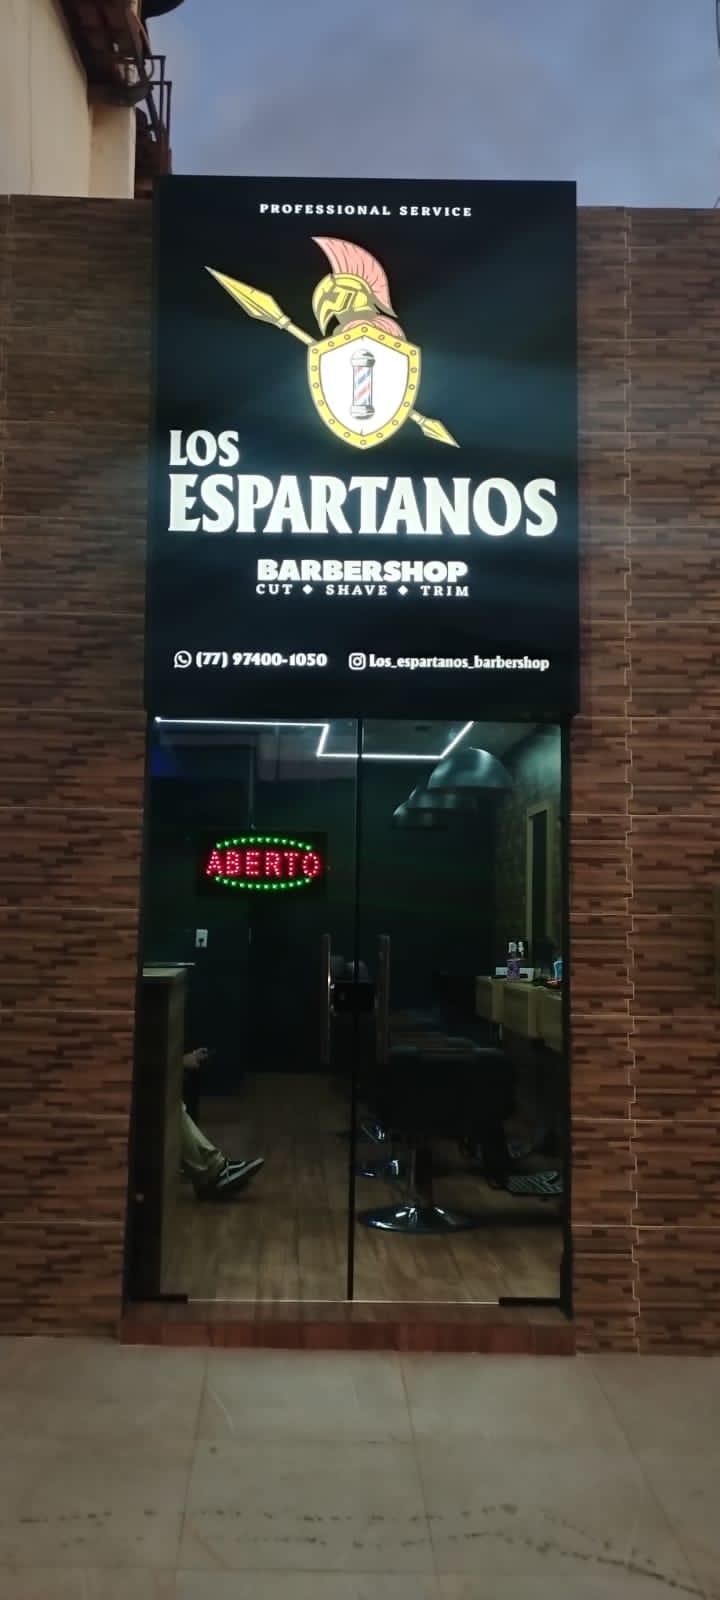 PROFESSIONAL SERVICE
LOS
ESPARTANOS
BARBERSHOP
CUT ◆ SHAVE ◆ TRIM
(77) 97400-1050 Los_espartanos_barbershop
ABERTO